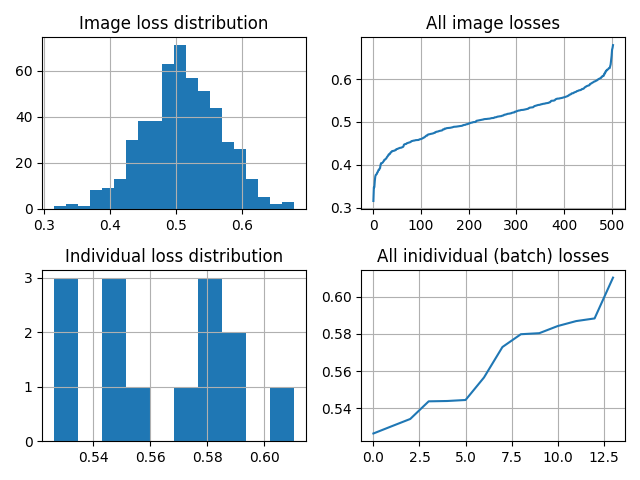 Image loss distribution
60
40
20
0
0.3 0.4 0.5 0.6
All image losses
0.6
0.5
0.4
0.3
0 100 200 300 400 500
Individual loss distribution
3
2
1
0
0.54 0.56 0.58 0.60
All inidividual (batch) losses
0.60
0.58
0.56
0.54
0.0 2.5 5.0 7.5 10.0 12.5